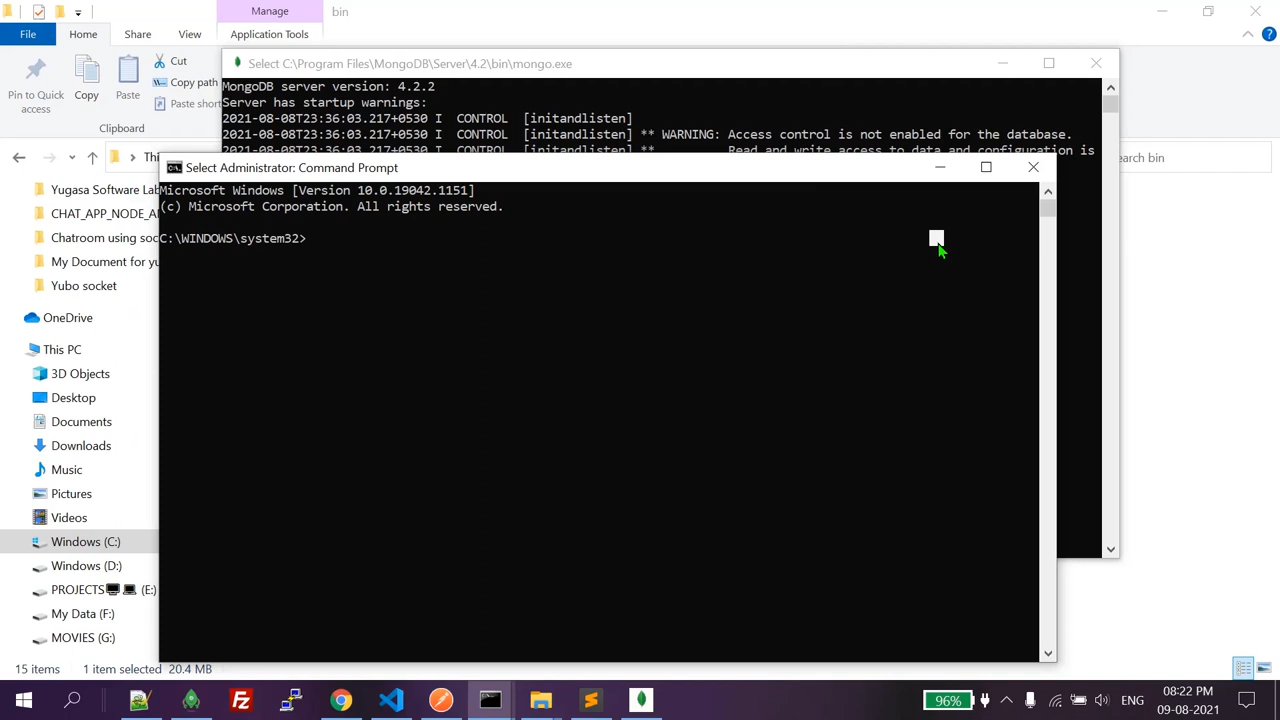 Manage
bin
File
Home
Share
View
Application Tools
Pin to Quick access
Copy
Paste
Cut
Copy path
Paste short
Clipboard
Select C:\Program Files\MongoDB\Server\4.2\bin\mongo.exe
MongoDB server version: 4.2.2
Server has startup warnings:
2021-08-08T23:36:03.217+0530 I  CONTROL  [initandlisten]
2021-08-08T23:36:03.217+0530 I  CONTROL  [initandlisten] ** WARNING: Access control is not enabled for the database.
2021-08-08T23:36:03.217+0530 I  CONTROL  [initandlisten] **          Read and write access to data and configuration is
Thi
earch bin
Select Administrator: Command Prompt
Microsoft Windows [Version 10.0.19042.1151]
(c) Microsoft Corporation. All rights reserved.
C:\WINDOWS\system32>
Yugasa Software Lab
CHAT_APP_NODE_A
Chatroom using soc
My Document for yu
Yubo socket
OneDrive
This PC
3D Objects
Desktop
Documents
Downloads
Music
Pictures
Videos
Windows (C:)
Windows (D:)
PROJECTS🖥️💻 (E:)
My Data (F:)
MOVIES (G:)
15 items
1 item selected
20.4 MB
96%
ENG
08:22 PM
09-08-2021